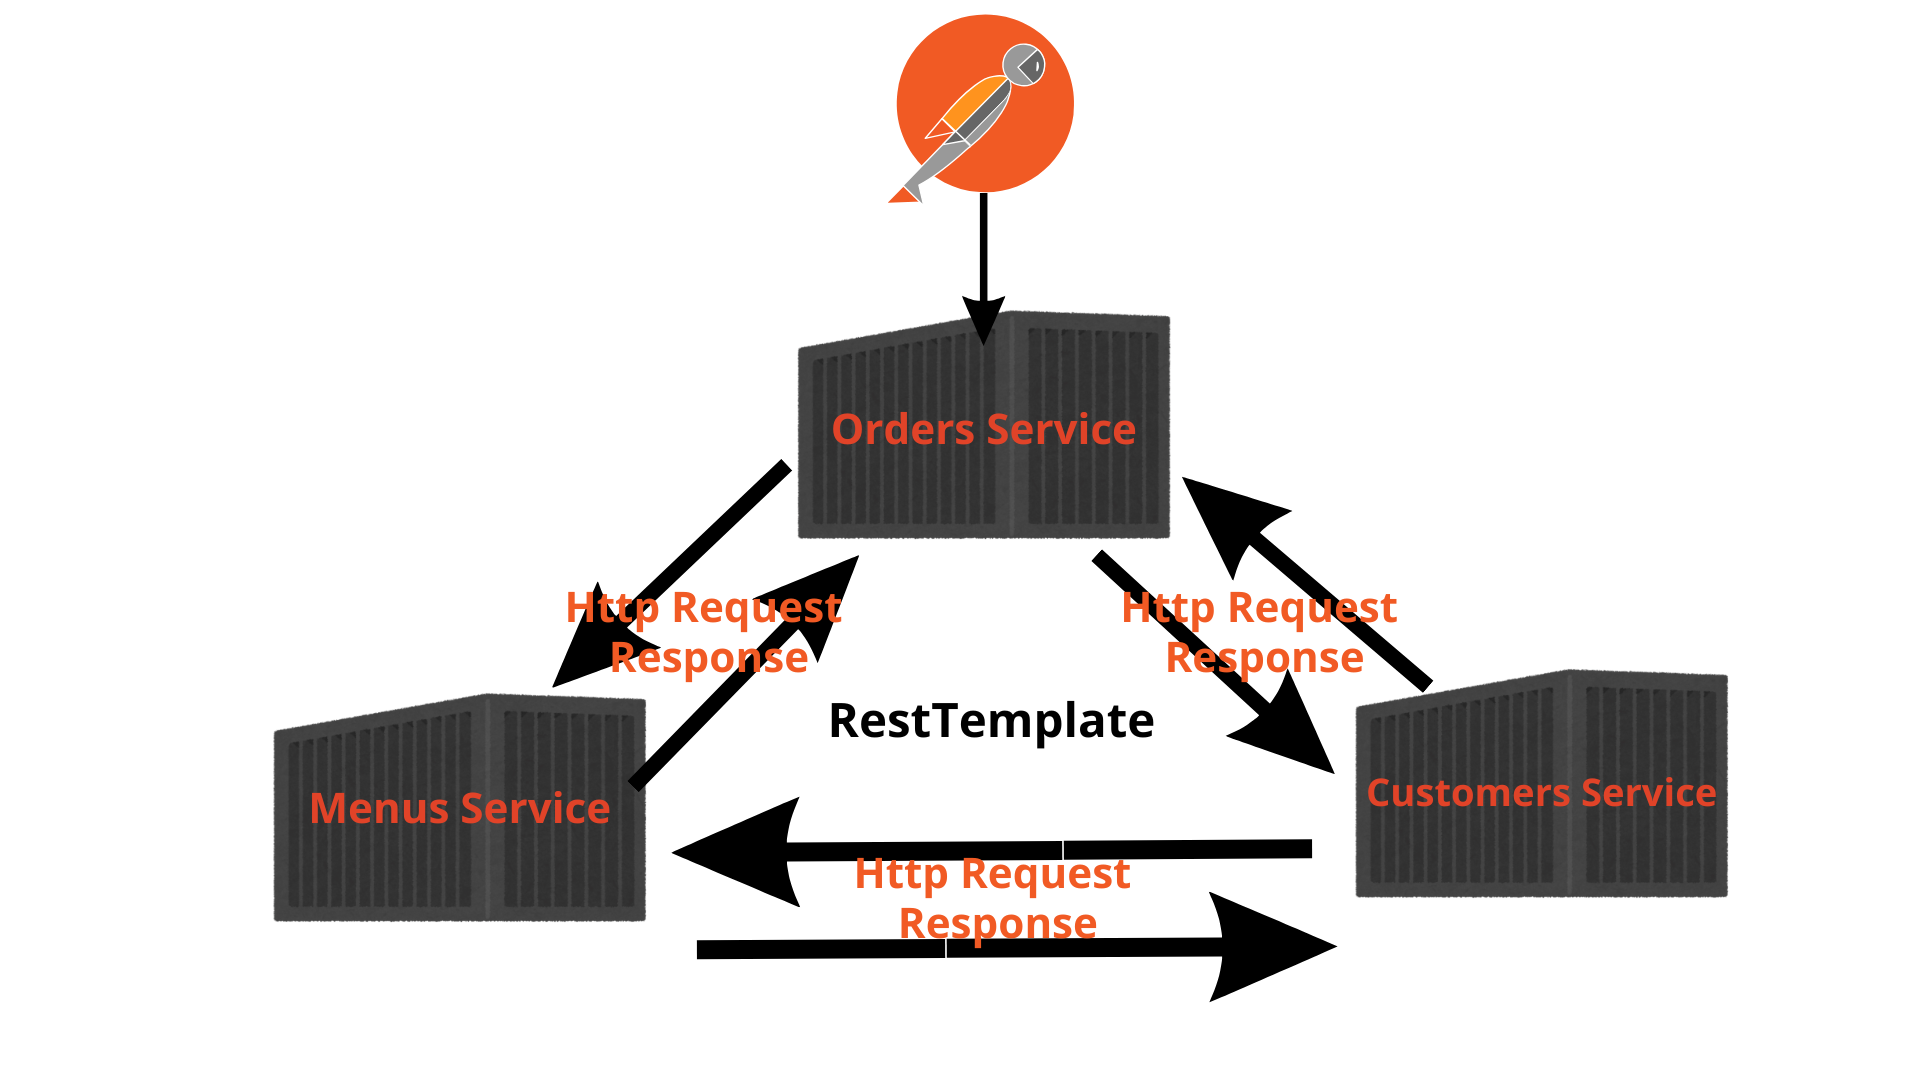 Orders Service
Http Request
Response
Http Request
Response
RestTemplate
Menus Service
Customers Service
Http Request
Response